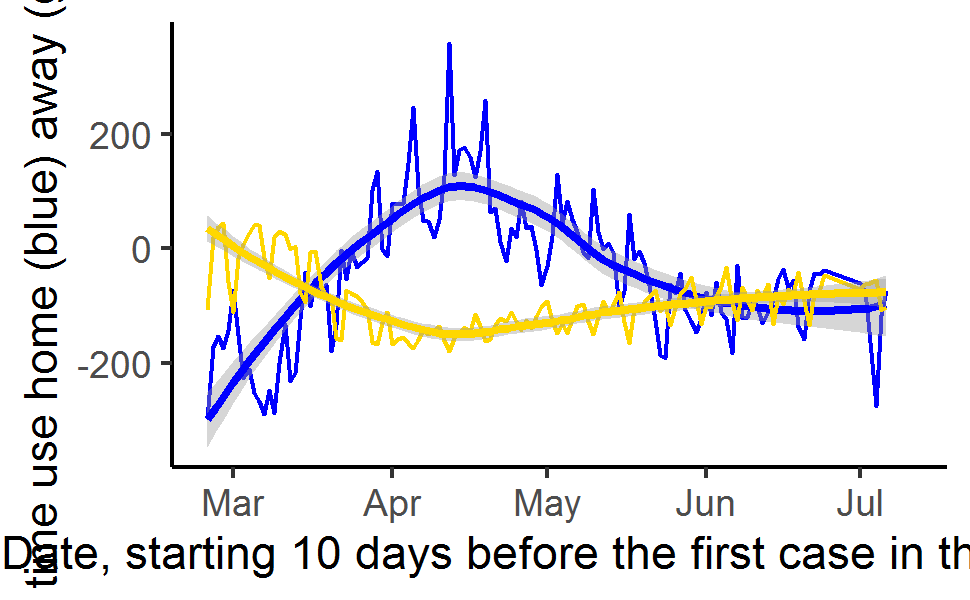 time use home (blue) away (
200
0
-200
Mar Apr May Jun Jul
Date, starting 10 days before the first case in th